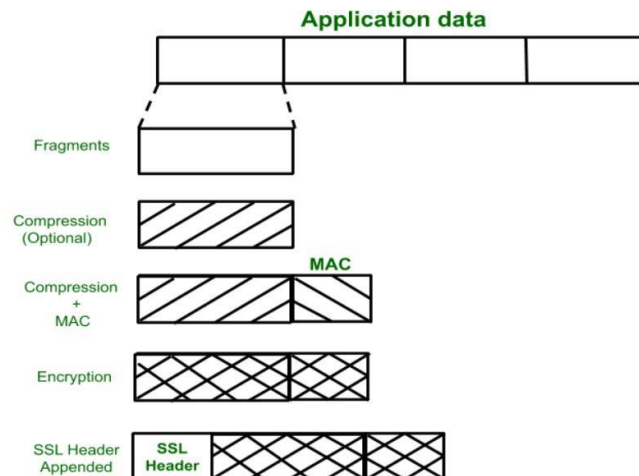 Application data
Fragments
Compression
(Optional)
MAC
Compression
+
MAC
Encryption
SSL Header
Appended
SSL
Header